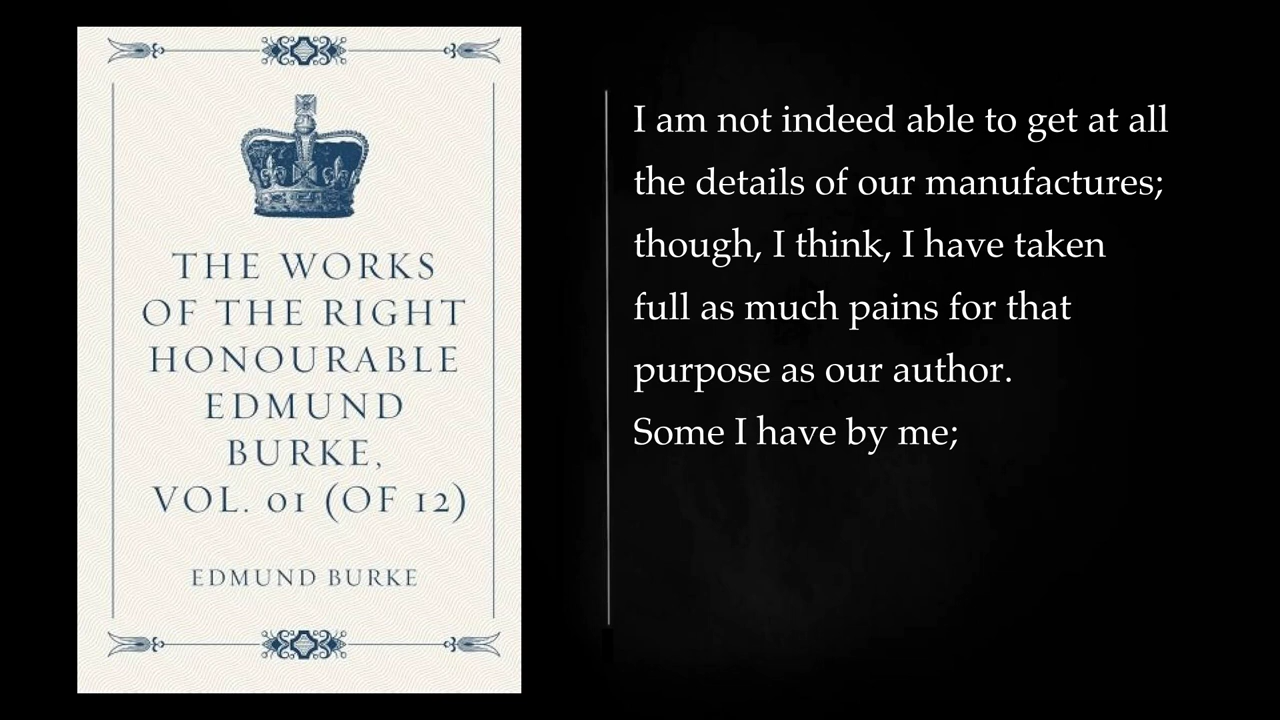 THE WORKS
OF THE RIGHT
HONOURABLE
EDMUND
BURKE,
VOL. 01 (OF 12)
EDMUND BURKE
I am not indeed able to get at all
the details of our manufactures;
though, I think, I have taken
full as much pains for that
purpose as our author.
Some I have by me;